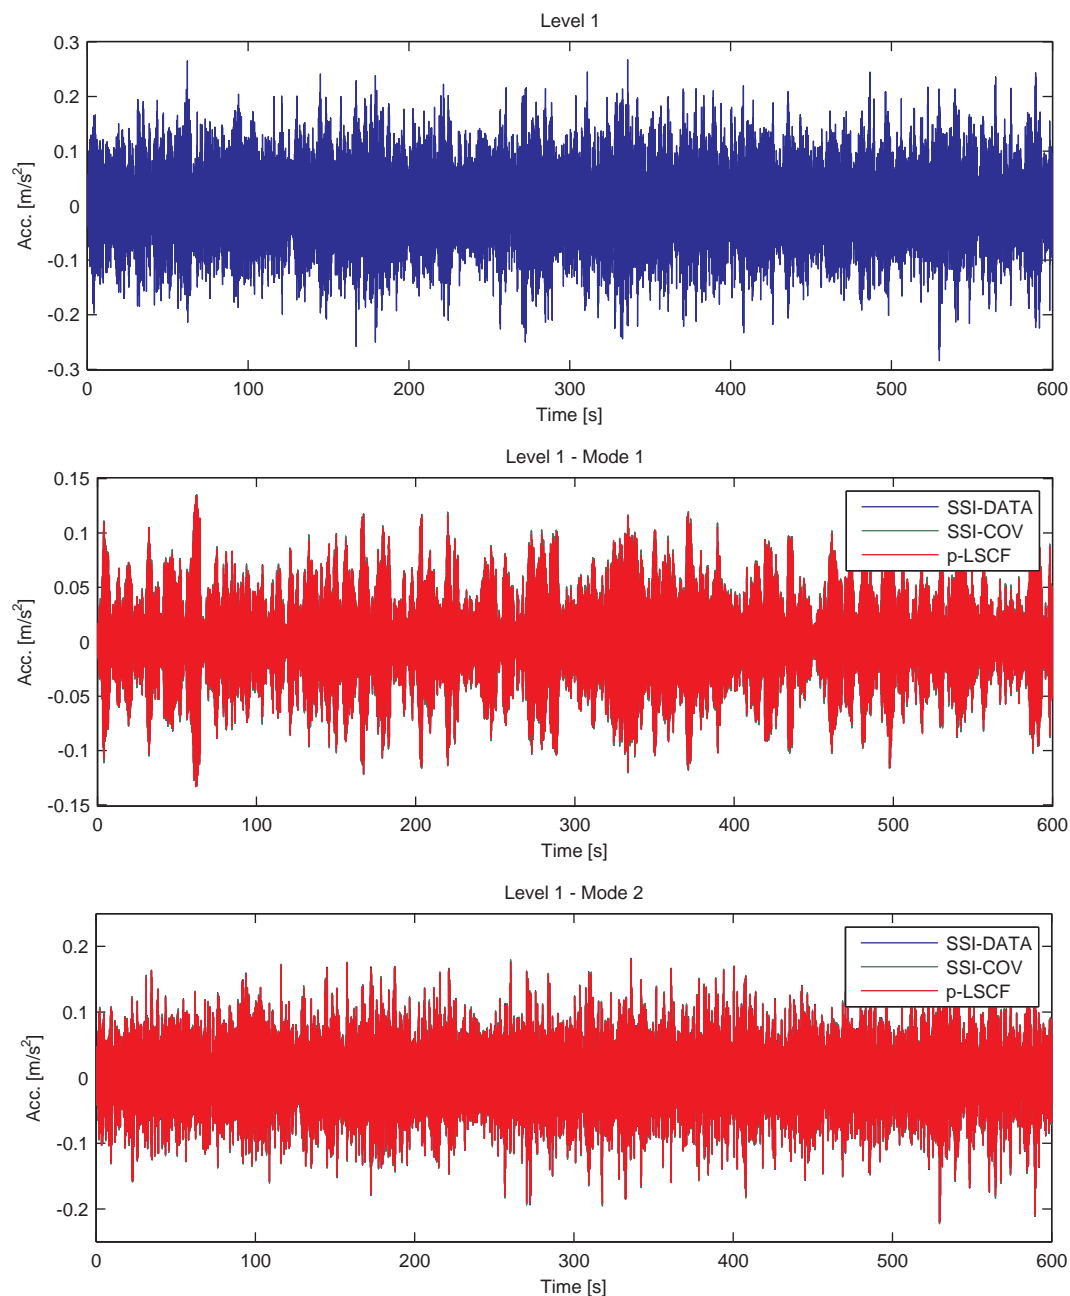 Level 1
0.3
0.2
0.1
0
-0.1
-0.2
-0.3
Acc. [m/s²]
0 100 200 300 400 500 600
Time [s]
Level 1 - Mode 1
0.15
0.1
0.05
0
-0.05
-0.1
-0.15
Acc. [m/s²]
SSI-DATA
SSI-COV
p-LSCF
0 100 200 300 400 500 600
Time [s]
Level 1 - Mode 2
0.2
0.1
0
-0.1
-0.2
Acc. [m/s²]
SSI-DATA
SSI-COV
p-LSCF
0 100 200 300 400 500 600
Time [s]